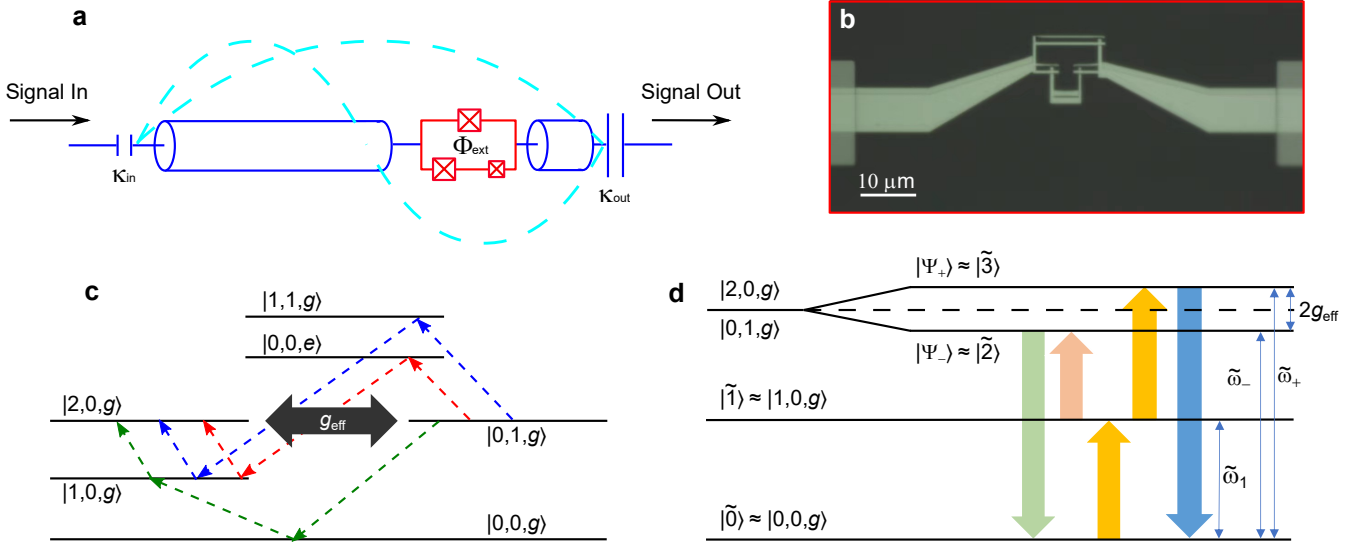 a
Signal In
Signal Out
Φext
κin
κout
b
10 μm
c
|1,1,g⟩
|0,0,e⟩
|2,0,g⟩
geff
|0,1,g⟩
|1,0,g⟩
|0,0,g⟩
d
|2,0,g⟩
|0,1,g⟩
|Ψ+⟩ ≈ |3̃⟩
2geff
|Ψ−⟩ ≈ |2̃⟩
ω̃−
ω̃+
|1̃⟩ ≈ |1,0,g⟩
ω̃1
|0̃⟩ ≈ |0,0,g⟩